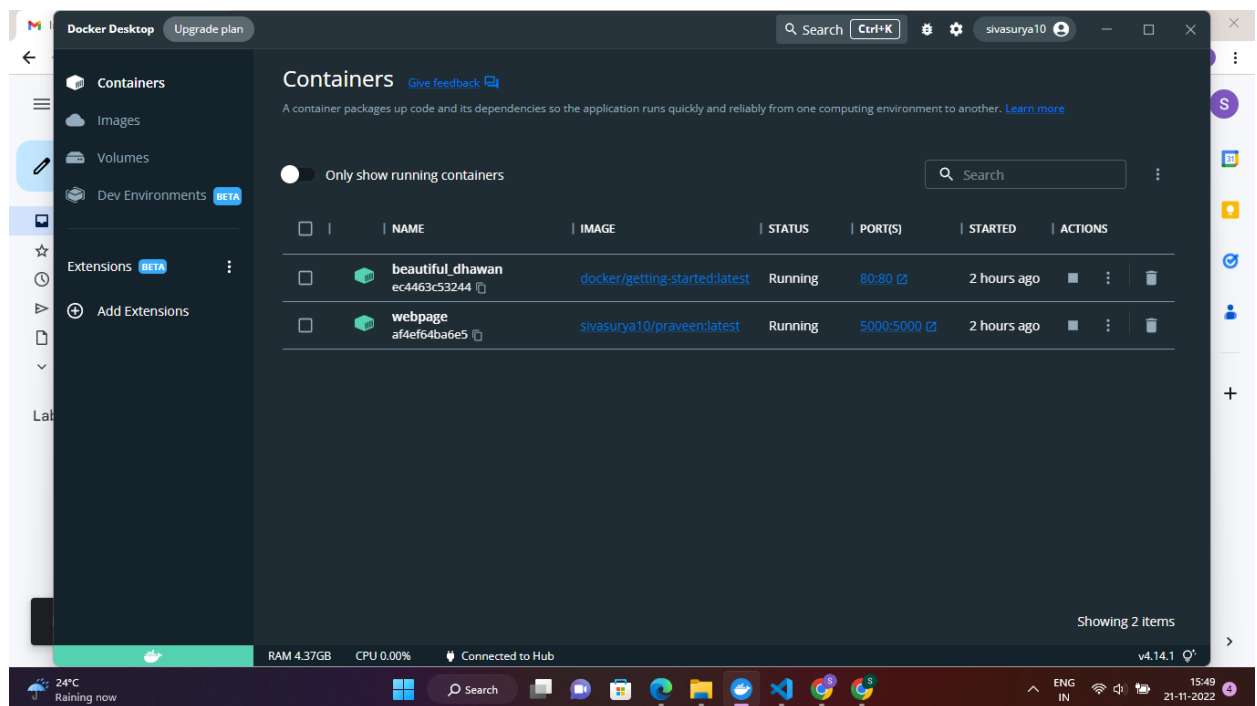 Docker Desktop Upgrade plan Search Ctrl+K sivasurya10
Containers
Images
Volumes
Dev Environments BETA
Extensions BETA
Add Extensions
Containers Give feedback
A container packages up code and its dependencies so the application runs quickly and reliably from one computing environment to another. Learn more
Only show running containers Search
NAME IMAGE STATUS PORT(S) STARTED ACTIONS
beautiful_dhawan docker/getting-started:latest Running 80:80 2 hours ago
ec4463c53244
webpage sivasurya10/praveen:latest Running 5000:5000 2 hours ago
af4ef64ba6e5
Showing 2 items
RAM 4.37GB CPU 0.00% Connected to Hub v4.14.1
S
31
Lab
24°C
Raining now
Search
S
S
ENG
IN
15:49
21-11-2022
4